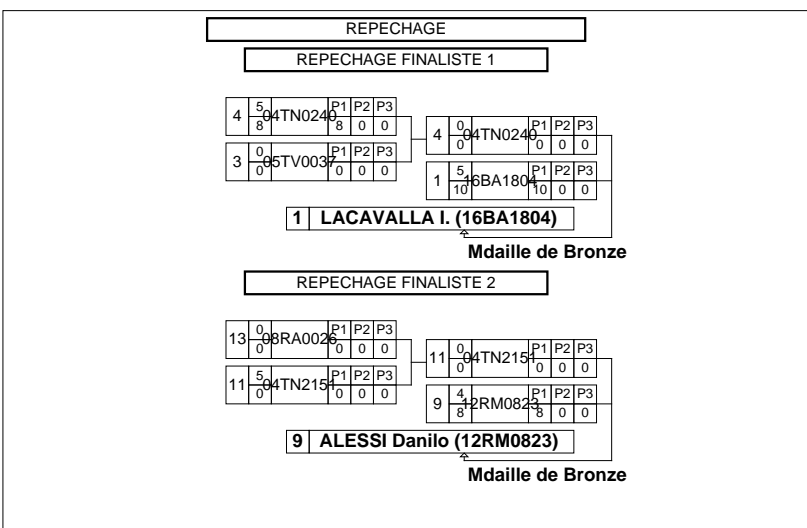 REPECHAGE
REPECHAGE FINALISTE 1
4 5 8 04TN0240 P1 P2 P3 8 0 0
3 0 0 05TV0037 P1 P2 P3 0 0 0
4 0 0 04TN0240 P1 P2 P3 0 0 0
1 5 10 16BA1804 P1 P2 P3 10 0 0
1 LACAVALLA I. (16BA1804)
Mdaille de Bronze
REPECHAGE FINALISTE 2
13 0 0 08RA0026 P1 P2 P3 0 0 0
11 5 0 04TN2151 P1 P2 P3 0 0 0
11 0 0 04TN2151 P1 P2 P3 0 0 0
9 4 8 12RM0823 P1 P2 P3 8 0 0
9 ALESSI Danilo (12RM0823)
Mdaille de Bronze